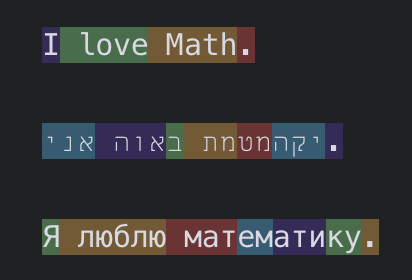 I love Math.
אני אוהב מתמטיקה.
Я люблю математику.